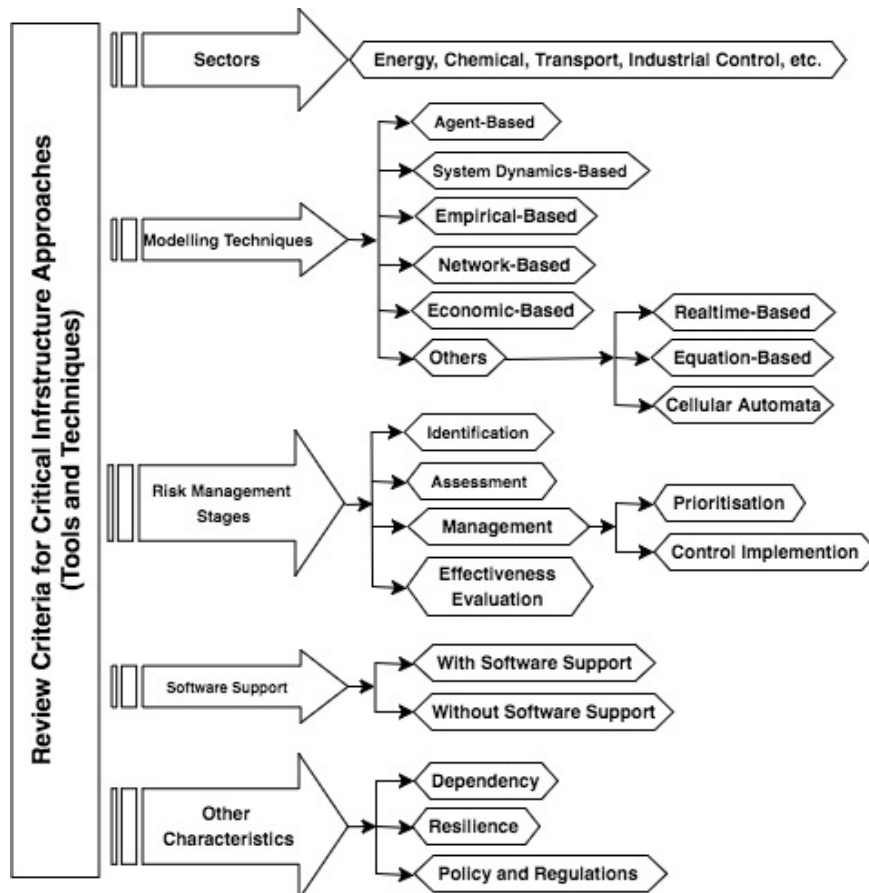 Review Criteria for Critical Infrstructure Approaches
(Tools and Techniques)
Sectors
Energy, Chemical, Transport, Industrial Control, etc.
Modelling Techniques
Agent-Based
System Dynamics-Based
Empirical-Based
Network-Based
Economic-Based
Others
Realtime-Based
Equation-Based
Cellular Automata
Risk Management
Stages
Identification
Assessment
Management
Prioritisation
Control Implemention
Effectiveness
Evaluation
Software Support
With Software Support
Without Software Support
Other
Characteristics
Dependency
Resilience
Policy and Regulations